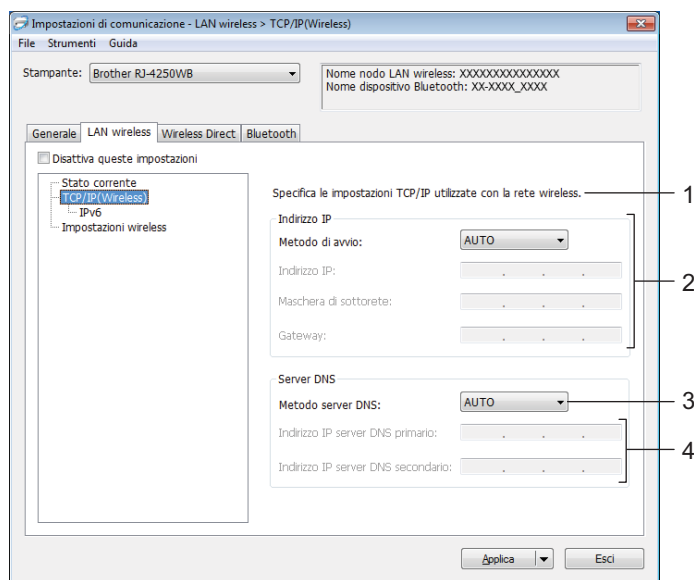 Impostazioni di comunicazione - LAN wireless > TCP/IP(Wireless)
File Strumenti Guida
Stampante: Brother RJ-4250WB
Nome nodo LAN wireless: XXXXXXXXXXXXXXX
Nome dispositivo Bluetooth: XX-XXXX_XXXX
Generale LAN wireless Wireless Direct Bluetooth
Disattiva queste impostazioni
Stato corrente
TCP/IP(Wireless)
IPv6
Impostazioni wireless
Specifica le impostazioni TCP/IP utilizzate con la rete wireless. 1
Indirizzo IP
Metodo di avvio: AUTO
Indirizzo IP: . . .
2
Maschera di sottorete: . . .
Gateway: . . .
Server DNS
Metodo server DNS: AUTO 3
Indirizzo IP server DNS primario: . . .
4
Indirizzo IP server DNS secondario: . . .
Applica Esci